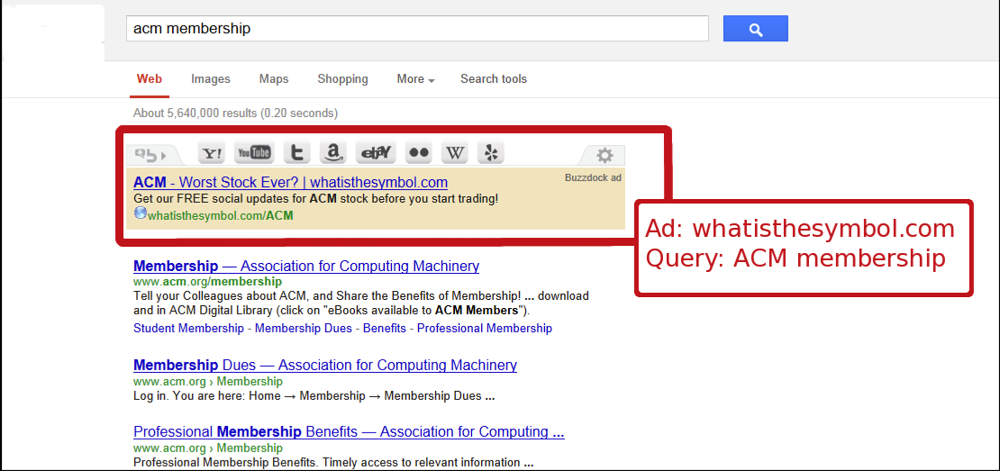 acm membership
Web Images Maps Shopping More Search tools
About 5,640,000 results (0.20 seconds)
Y! YouTube t a ebay W
ACM - Worst Stock Ever? | whatisthesymbol.com
Buzzdock ad
Get our FREE social updates for ACM stock before you start trading!
whatisthesymbol.com/ACM
Ad: whatisthesymbol.com
Query: ACM membership
Membership — Association for Computing Machinery
www.acm.org/membership
Tell your Colleagues about ACM, and Share the Benefits of Membership! ... download
and in ACM Digital Library (click on "eBooks available to ACM Members").
Student Membership - Membership Dues - Benefits - Professional Membership
Membership Dues — Association for Computing Machinery
www.acm.org › Membership
Log in. You are here: Home → Membership → Membership Dues ...
Professional Membership Benefits — Association for Computing ...
www.acm.org › Membership
Professional Membership Benefits. Timely access to relevant information ...